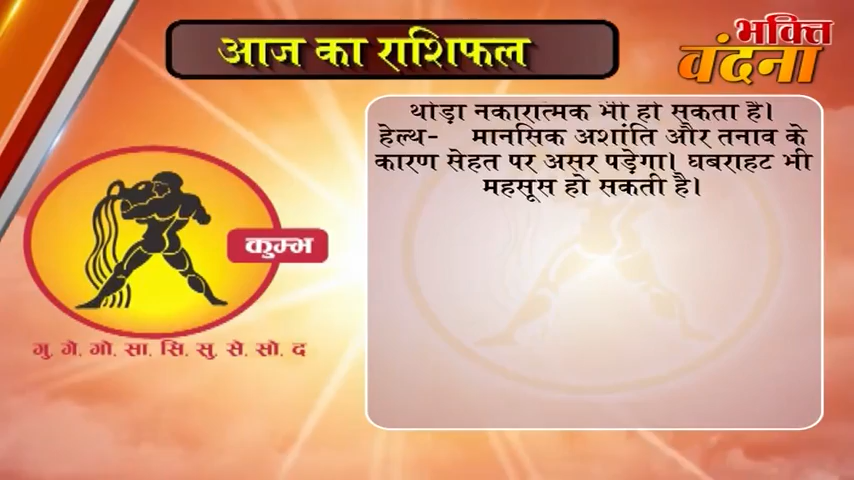 आज का राशिफल
भक्ति
वंदना
थोड़ा नकारात्मक भी हो सकता है।
हेल्थ- मानसिक अशांति और तनाव के
कारण सेहत पर असर पड़ेगा। घबराहट भी
महसूस हो सकती है।
कुम्भ
गु. गे. गो. सा. सि. सु. से. सो. द